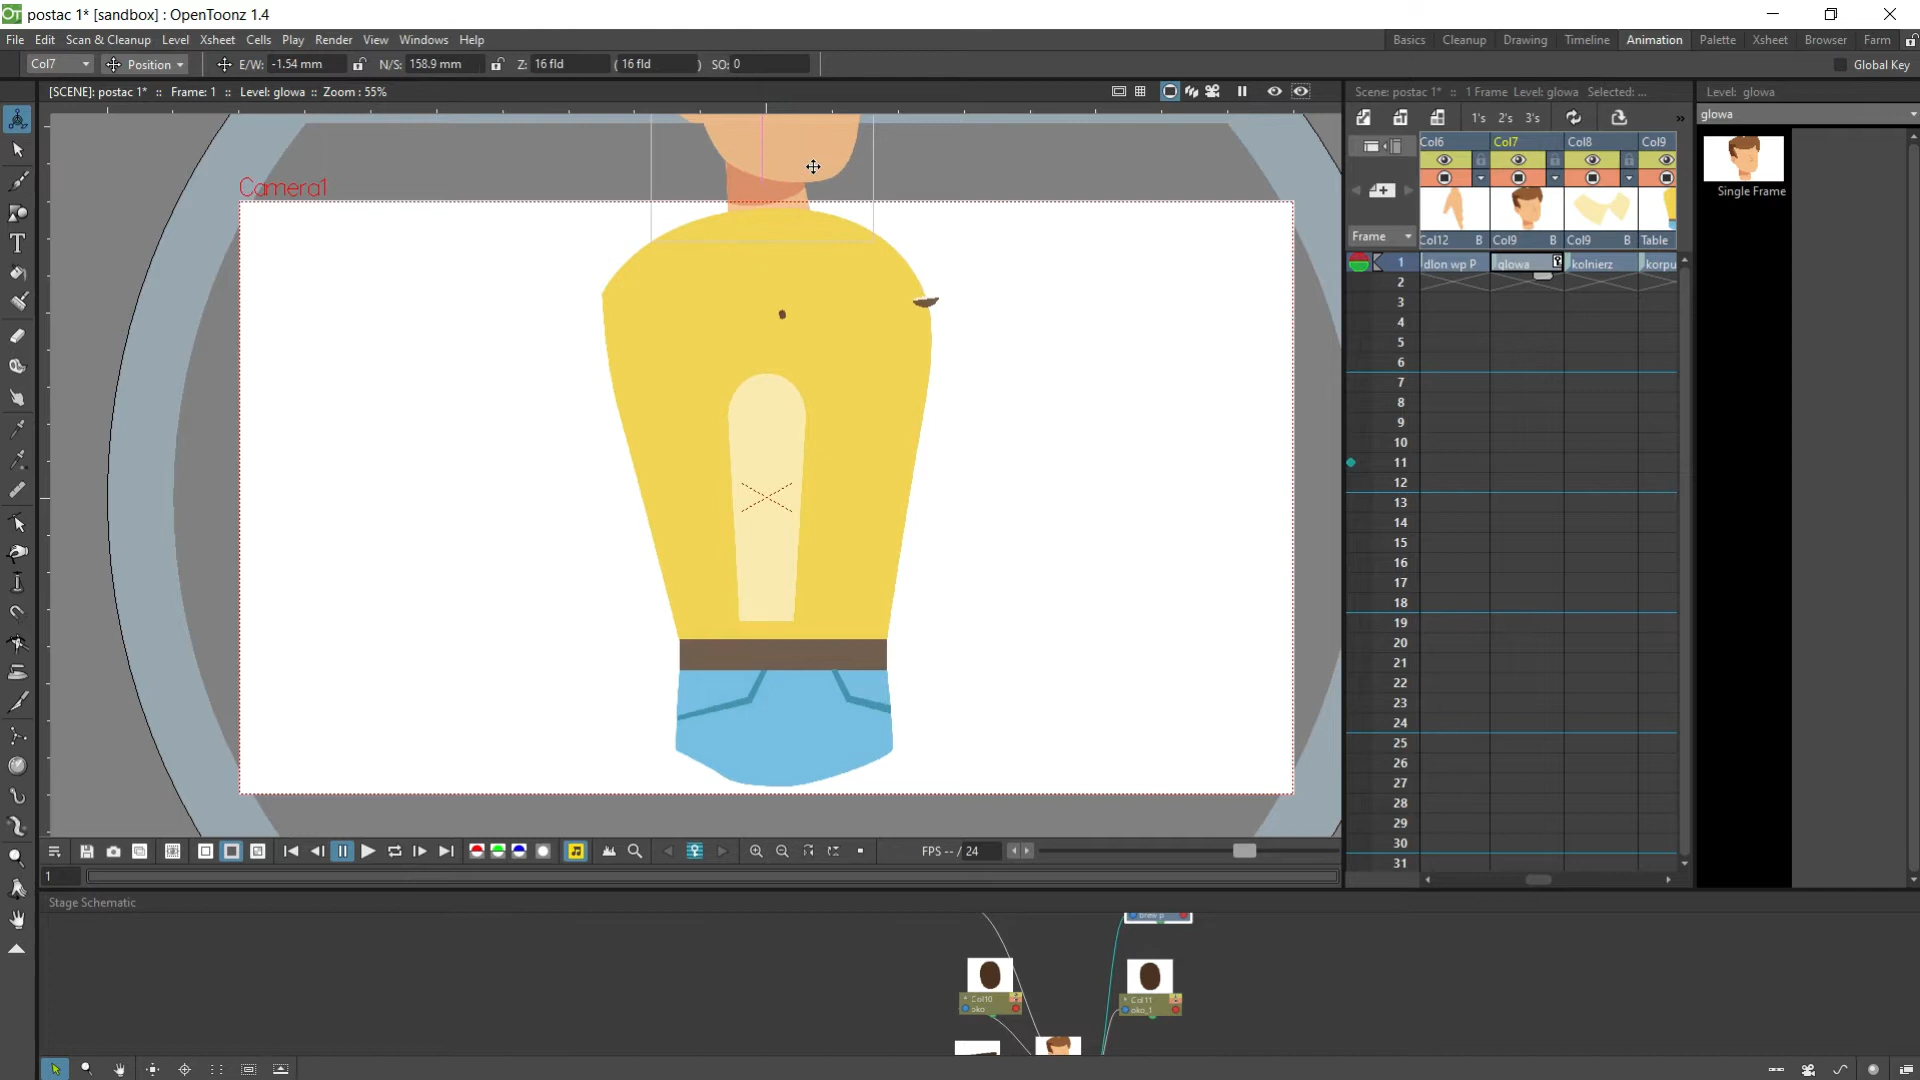 postac 1* [sandbox] : OpenToonz 1.4
File Edit Scan & Cleanup Level Xsheet Cells Play Render View Windows Help
Basics Cleanup Drawing Timeline Animation Palette Xsheet Browser Farm
Col7 Position E/W: -1.54 mm N/S: 158.9 mm Z: 16 fld ( 16 fld ) SO: 0 Global Key
[SCENE]: postac 1* :: Frame: 1 :: Level: glowa :: Zoom : 55%
Scene: postac 1* :: 1 Frame Level: glowa Selected: ...
Level: glowa
glowa
1's 2's 3's »
Col6 Col7 Col8 Col9
Camera1
Single Frame
Frame
Col12 B Col9 B Col9 B Table
1 dlon wp P glowa kolnierz korpu
2
3
4
5
6
7
8
9
10
11
12
13
14
15
16
17
18
19
20
21
22
23
24
25
26
27
28
29
30
31
FPS -- / 24
1
Stage Schematic
brew p
Col10
oko
Col11
oko_1